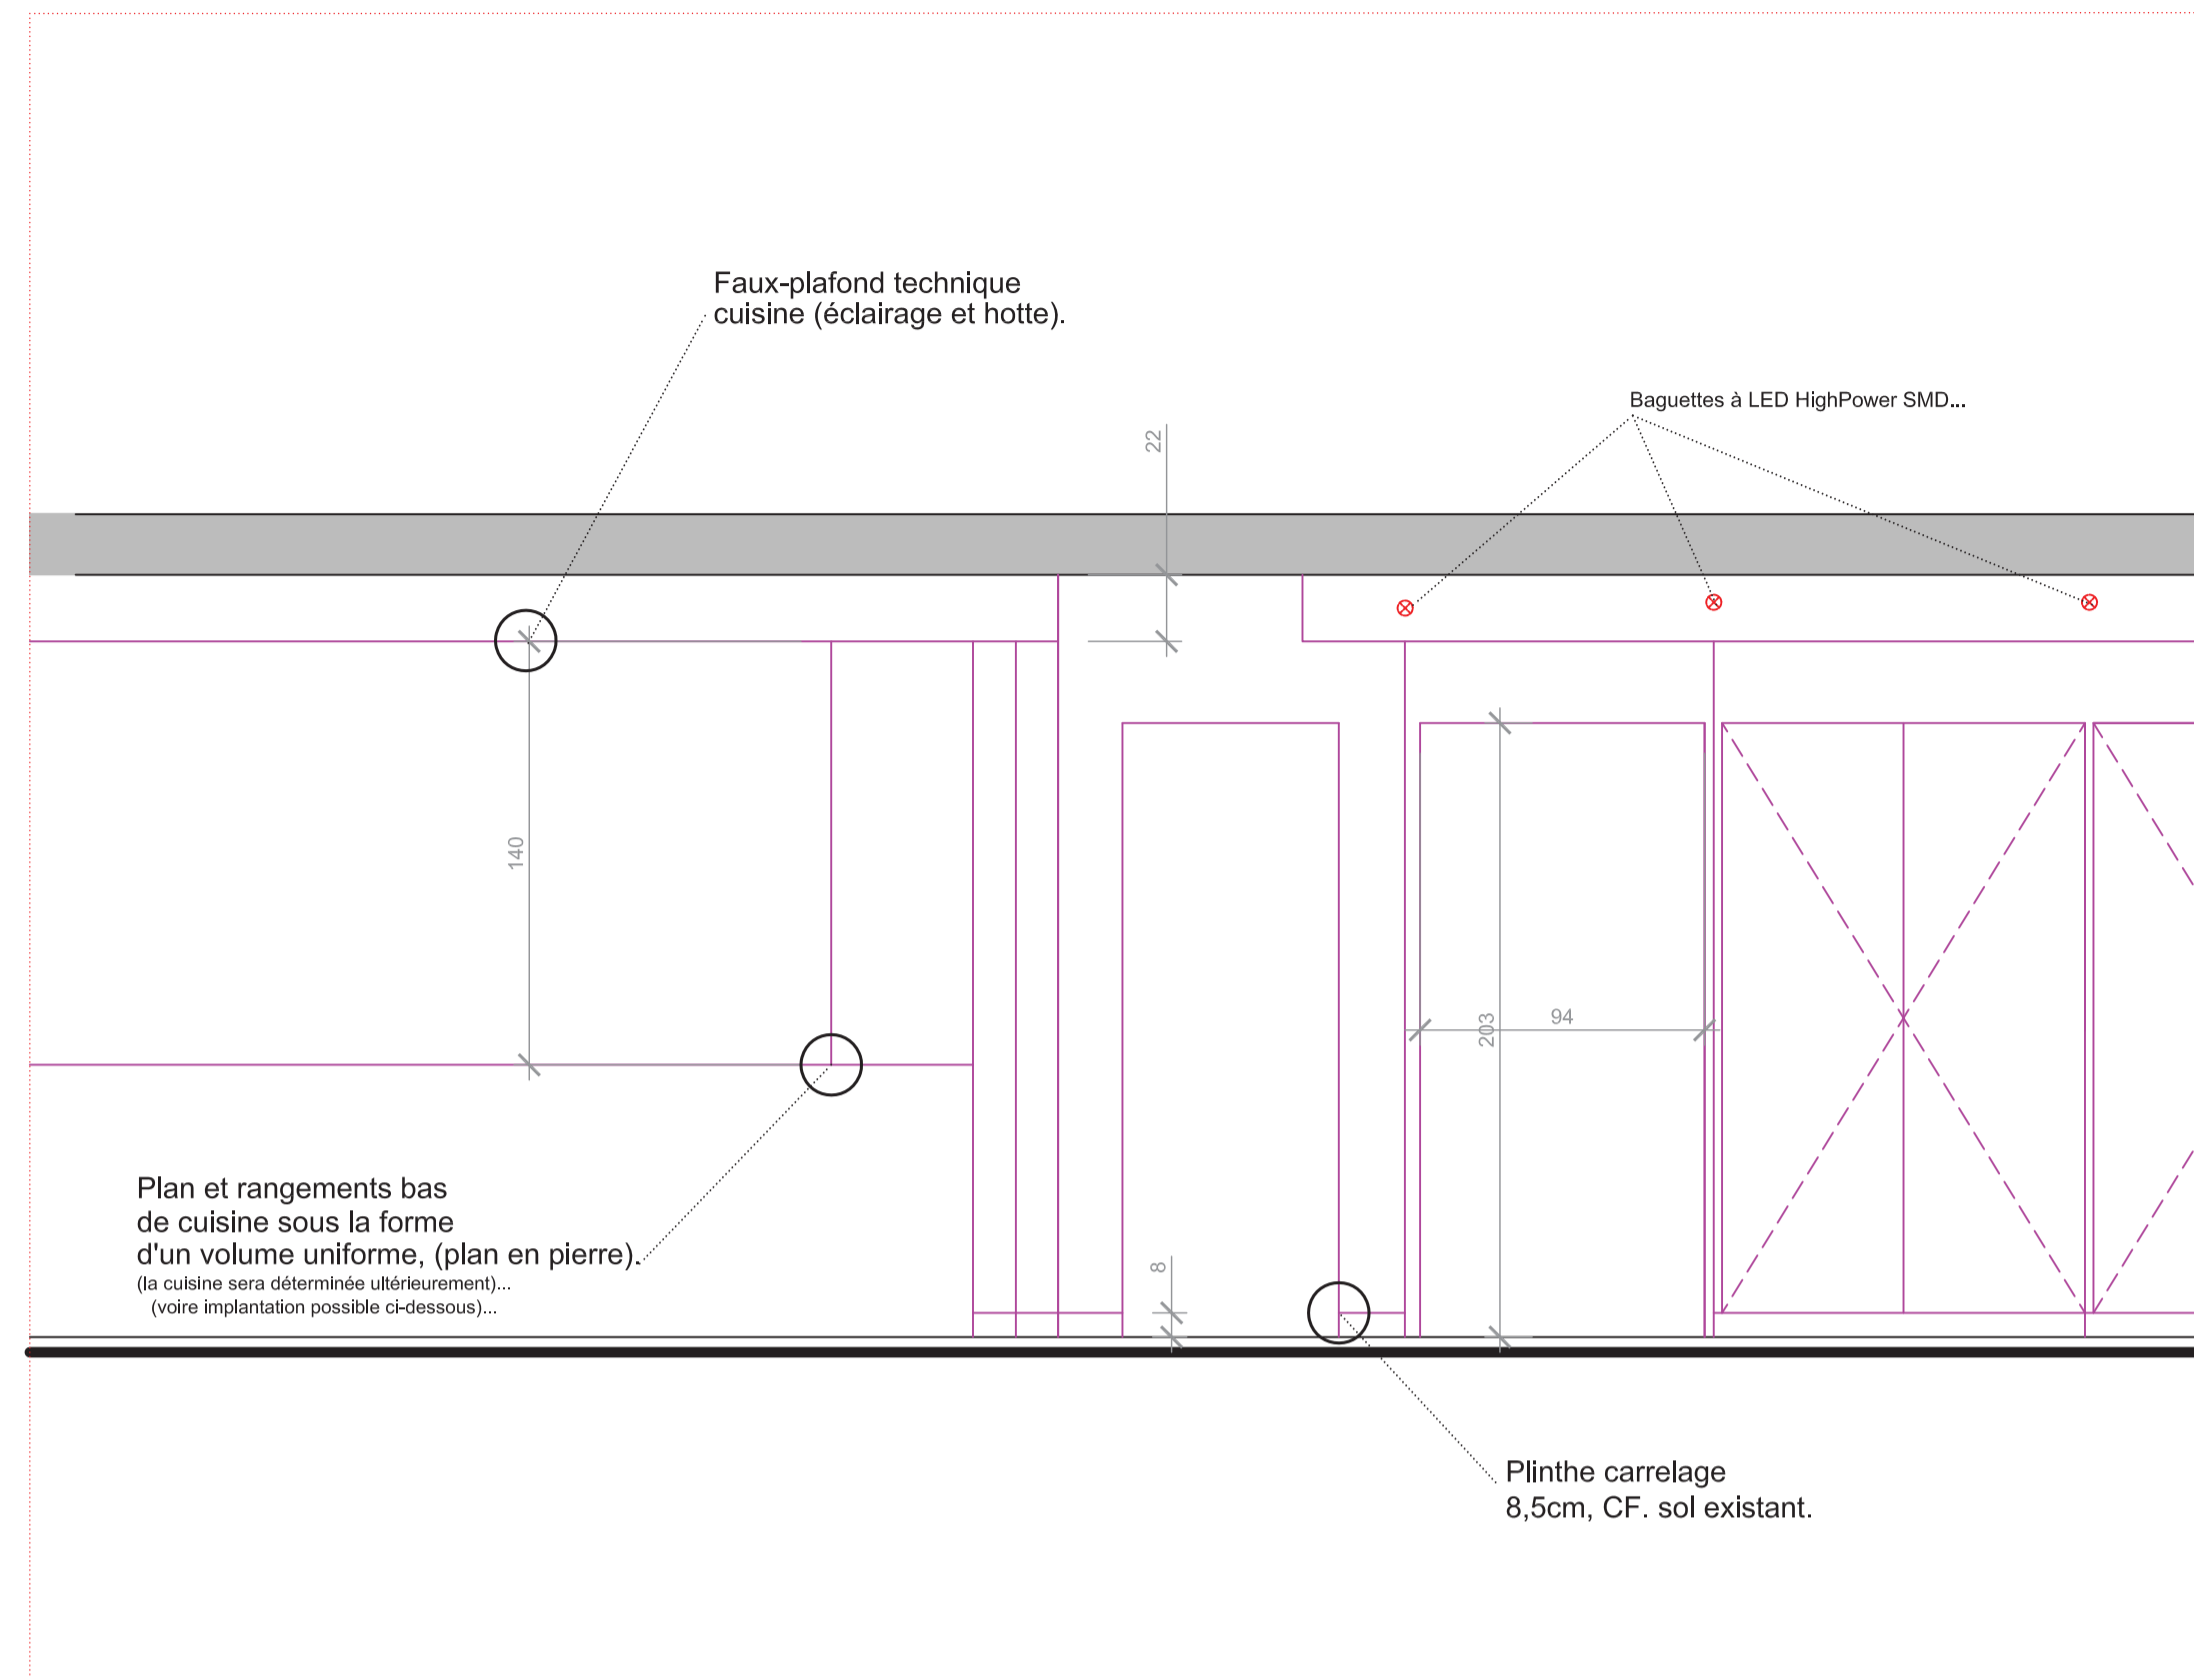 Faux-plafond technique
cuisine (éclairage et hotte).
Baguettes à LED HighPower SMD...
22
140
203
94
Plan et rangements bas
de cuisine sous la forme
d'un volume uniforme, (plan en pierre).
(la cuisine sera déterminée ultérieurement)...
(voire implantation possible ci-dessous)...
8
Plinthe carrelage
8,5cm, CF. sol existant.